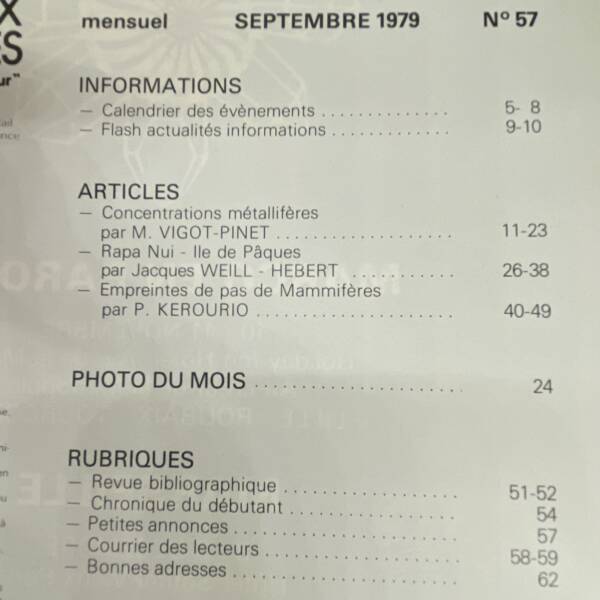 X
mensuel SEPTEMBRE 1979 N° 57
ES
ur"
INFORMATIONS
– Calendrier des évènements .............. 5- 8
– Flash actualités informations ............. 9-10
ARTICLES
– Concentrations métallifères
par M. VIGOT-PINET .................... 11-23
– Rapa Nui - Ile de Pâques
par Jacques WEILL - HEBERT ........... 26-38
– Empreintes de pas de Mammifères
par P. KEROURIO ...................... 40-49
PHOTO DU MOIS ...................... 24
RUBRIQUES
– Revue bibliographique ................... 51-52
– Chronique du débutant .................. 54
– Petites annonces ........................ 57
– Courrier des lecteurs ..................... 58-59
– Bonnes adresses ......................... 62